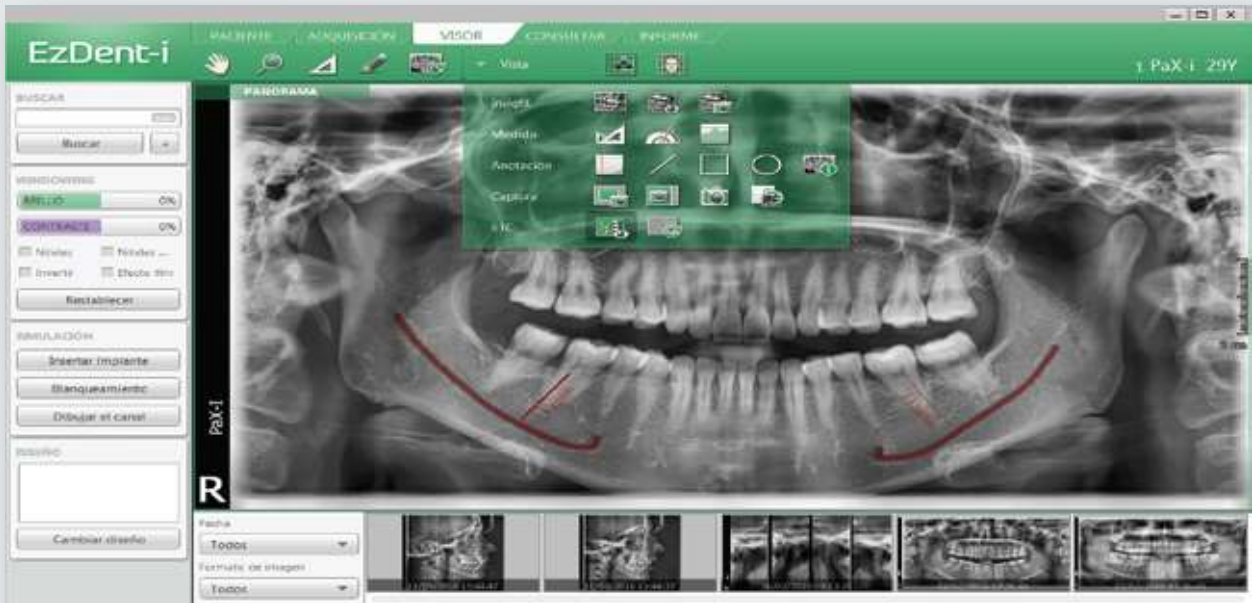 EzDent-i
PACIENTE
ADQUISICIÓN
VISOR
CONSULTAR
INFORME
Vista
1 PaX-i 29Y
BUSCAR
Buscar
WINDOWING
BRILLO 0%
CONTRASTE 0%
Niveles
Invertir
Restablecer
SIMULACIÓN
Insertar Implante
Blanqueamiento
Dibujar el canal
DISEÑO
Cambiar diseño
PANORAMA
Medida
Anotación
Captura
ETC
PaX-I
R
Fecha
Todos
Formato de imagen
Todos